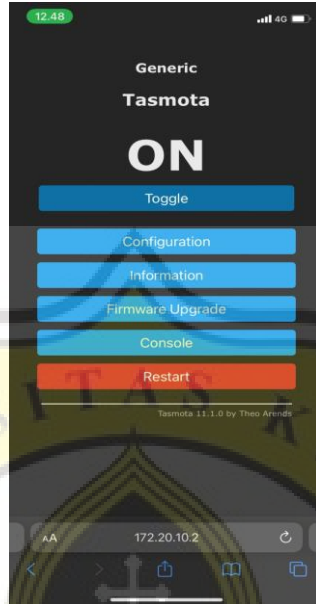 12.48
4G
Generic
Tasmota
ON
Toggle
Configuration
Information
Firmware Upgrade
Console
Restart
Tasmota 11.1.0 by Theo Arends
ITAS K
AA
172.20.10.2